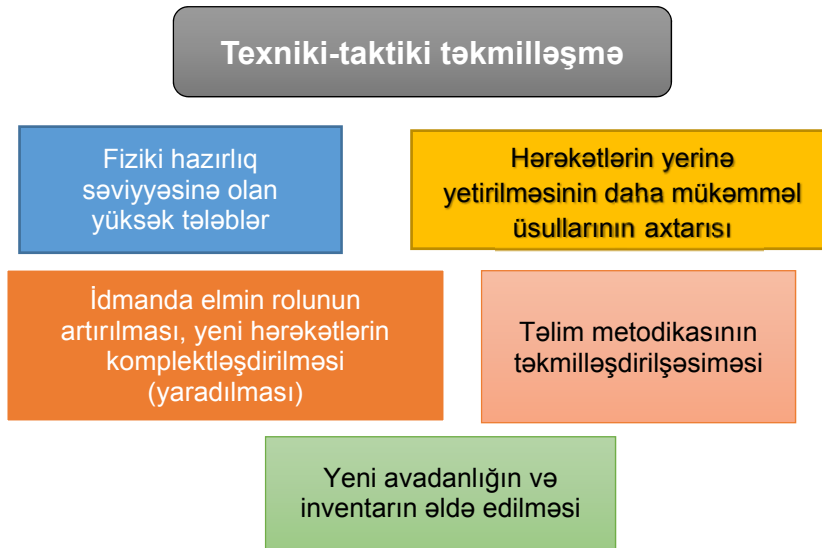 Texniki-taktiki təkmilləşmə
Fiziki hazırlıq
səviyyəsinə olan
yüksək tələblər
Hərəkətlərin yerinə
yetirilməsinin daha mükəmməl
üsullarının axtarısı
İdmanda elmin rolunun
artırılması, yeni hərəkətlərin
komplektləşdirilməsi
(yaradılması)
Təlim metodikasının
təkmilləşdirilşəsiməsi
Yeni avadanlığın və
inventarın əldə edilməsi